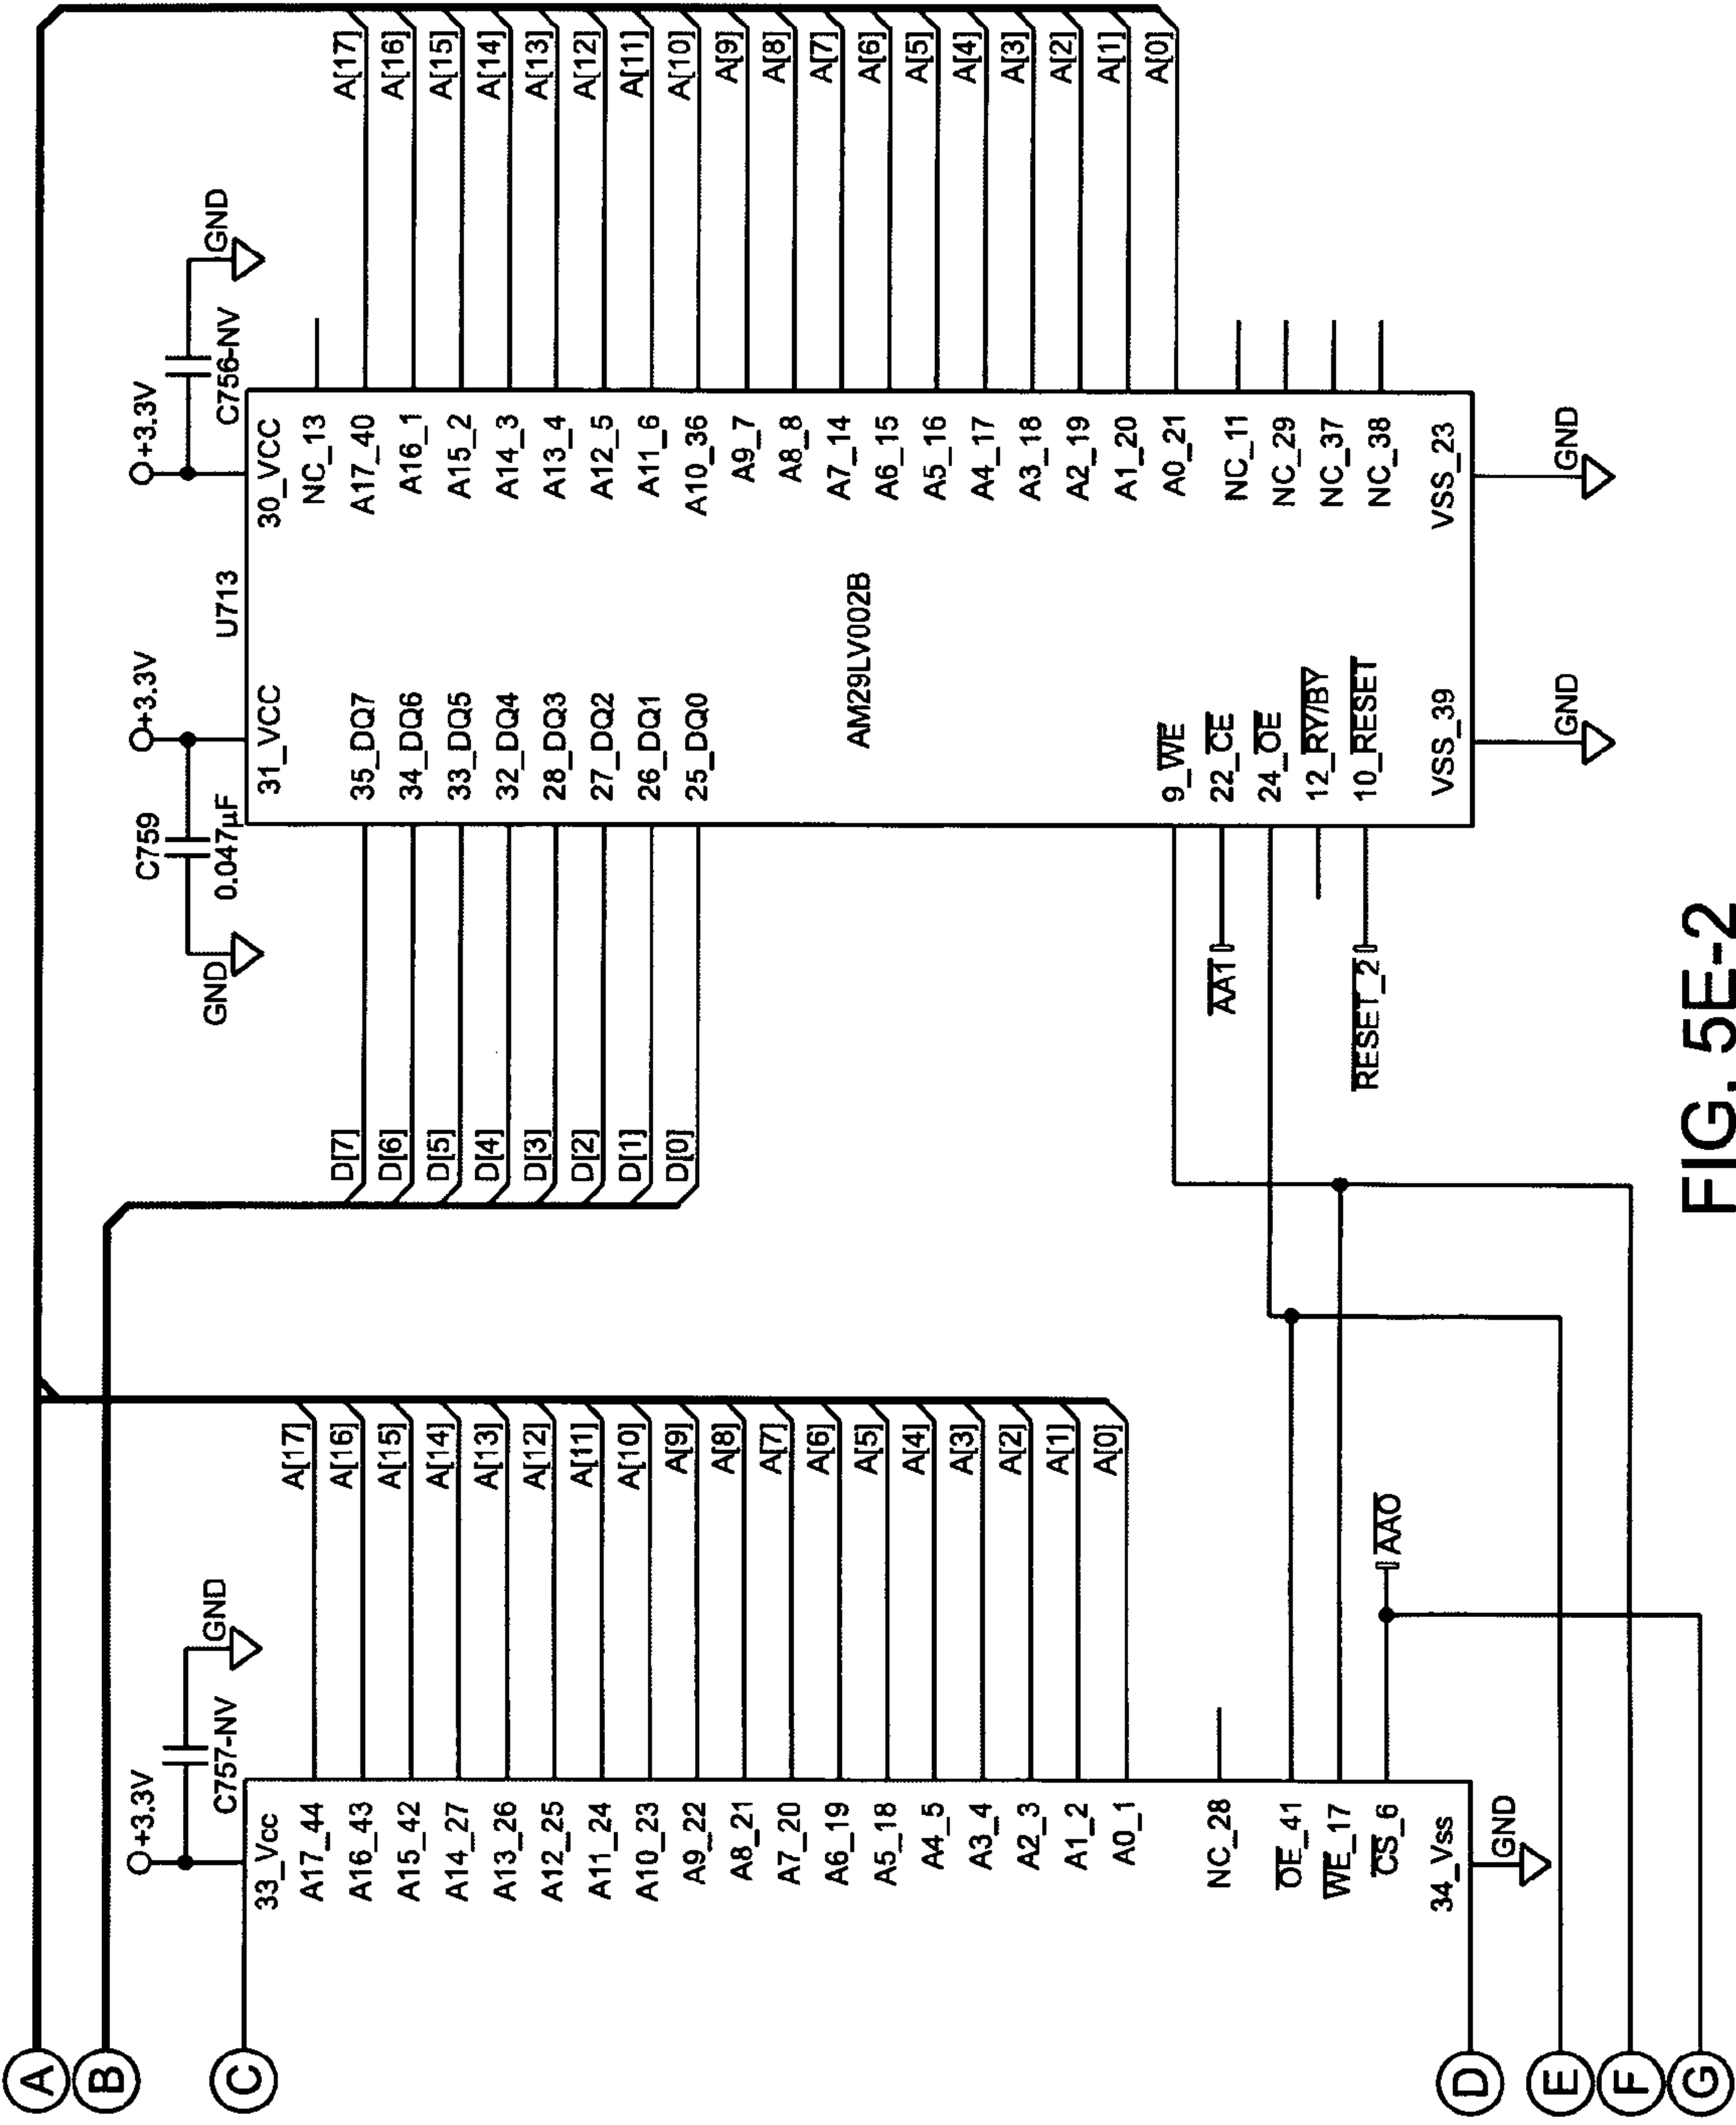 A
B
C
D
E
F
G
+3.3V
C757-NV
GND
33_Vcc
A17_44
A16_43
A15_42
A14_27
A13_26
A12_25
A11_24
A10_23
A9_22
A8_21
A7_20
A6_19
A5_18
A4_5
A3_4
A2_3
A1_2
A0_1
NC_28
OE_41
WE_17
CS_6
34_Vss
GND
A[17]
A[16]
A[15]
A[14]
A[13]
A[12]
A[11]
A[10]
A[9]
A[8]
A[7]
A[6]
A[5]
A[4]
A[3]
A[2]
A[1]
A[0]
AAO
D[7]
D[6]
D[5]
D[4]
D[3]
D[2]
D[1]
D[0]
GND
C759
0.047µF
+3.3V
U713
+3.3V
C756-NV
GND
31_VCC
30_VCC
35_DQ7
34_DQ6
33_DQ5
32_DQ4
28_DQ3
27_DQ2
26_DQ1
25_DQ0
AM29LV002B
9_WE
22_CE
24_OE
12_RY/BY
10_RESET
VSS_39
AA1
RESET_2
GND
NC_13
A17_40
A16_1
A15_2
A14_3
A13_4
A12_5
A11_6
A10_36
A9_7
A8_8
A7_14
A6_15
A5_16
A4_17
A3_18
A2_19
A1_20
A0_21
NC_11
NC_29
NC_37
NC_38
VSS_23
GND
A[17]
A[16]
A[15]
A[14]
A[13]
A[12]
A[11]
A[10]
A[9]
A[8]
A[7]
A[6]
A[5]
A[4]
A[3]
A[2]
A[1]
A[0]
FIG. 5E-2